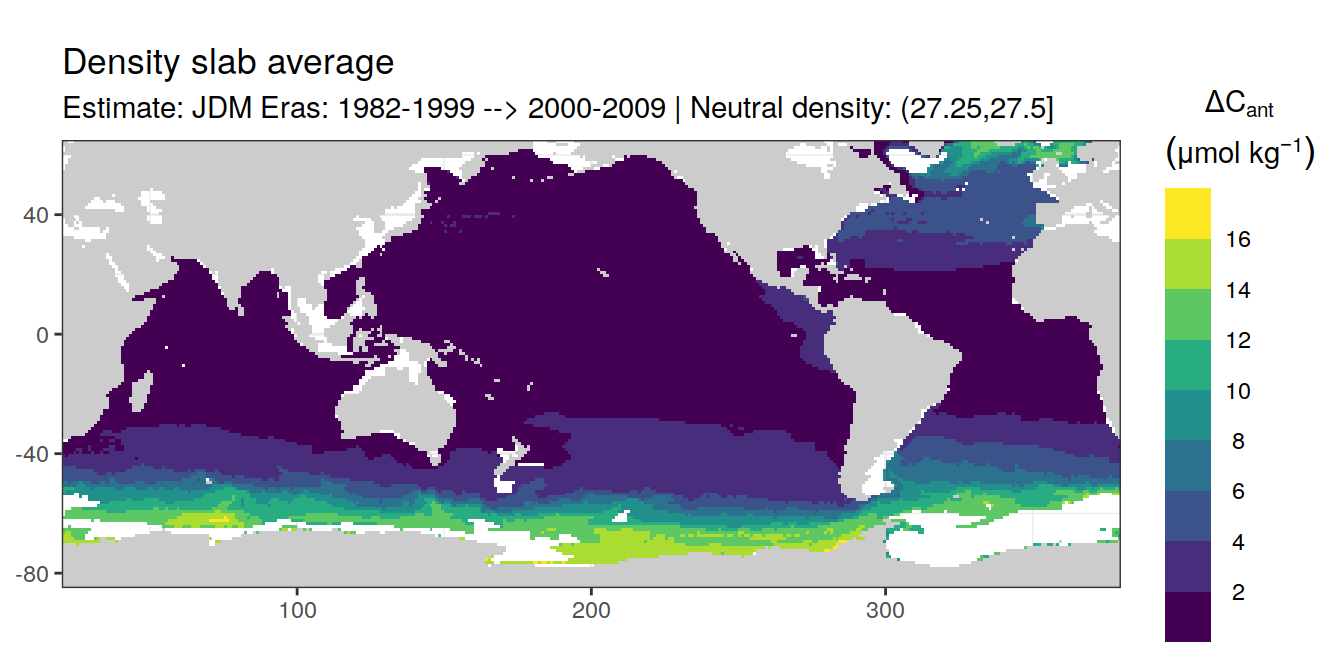 Density slab average
Estimate: JDM Eras: 1982-1999 --> 2000-2009 | Neutral density: (27.25,27.5]
ΔCant
(μmol kg−1)
16
14
12
10
8
6
4
2
40
0
-40
-80
100 200 300